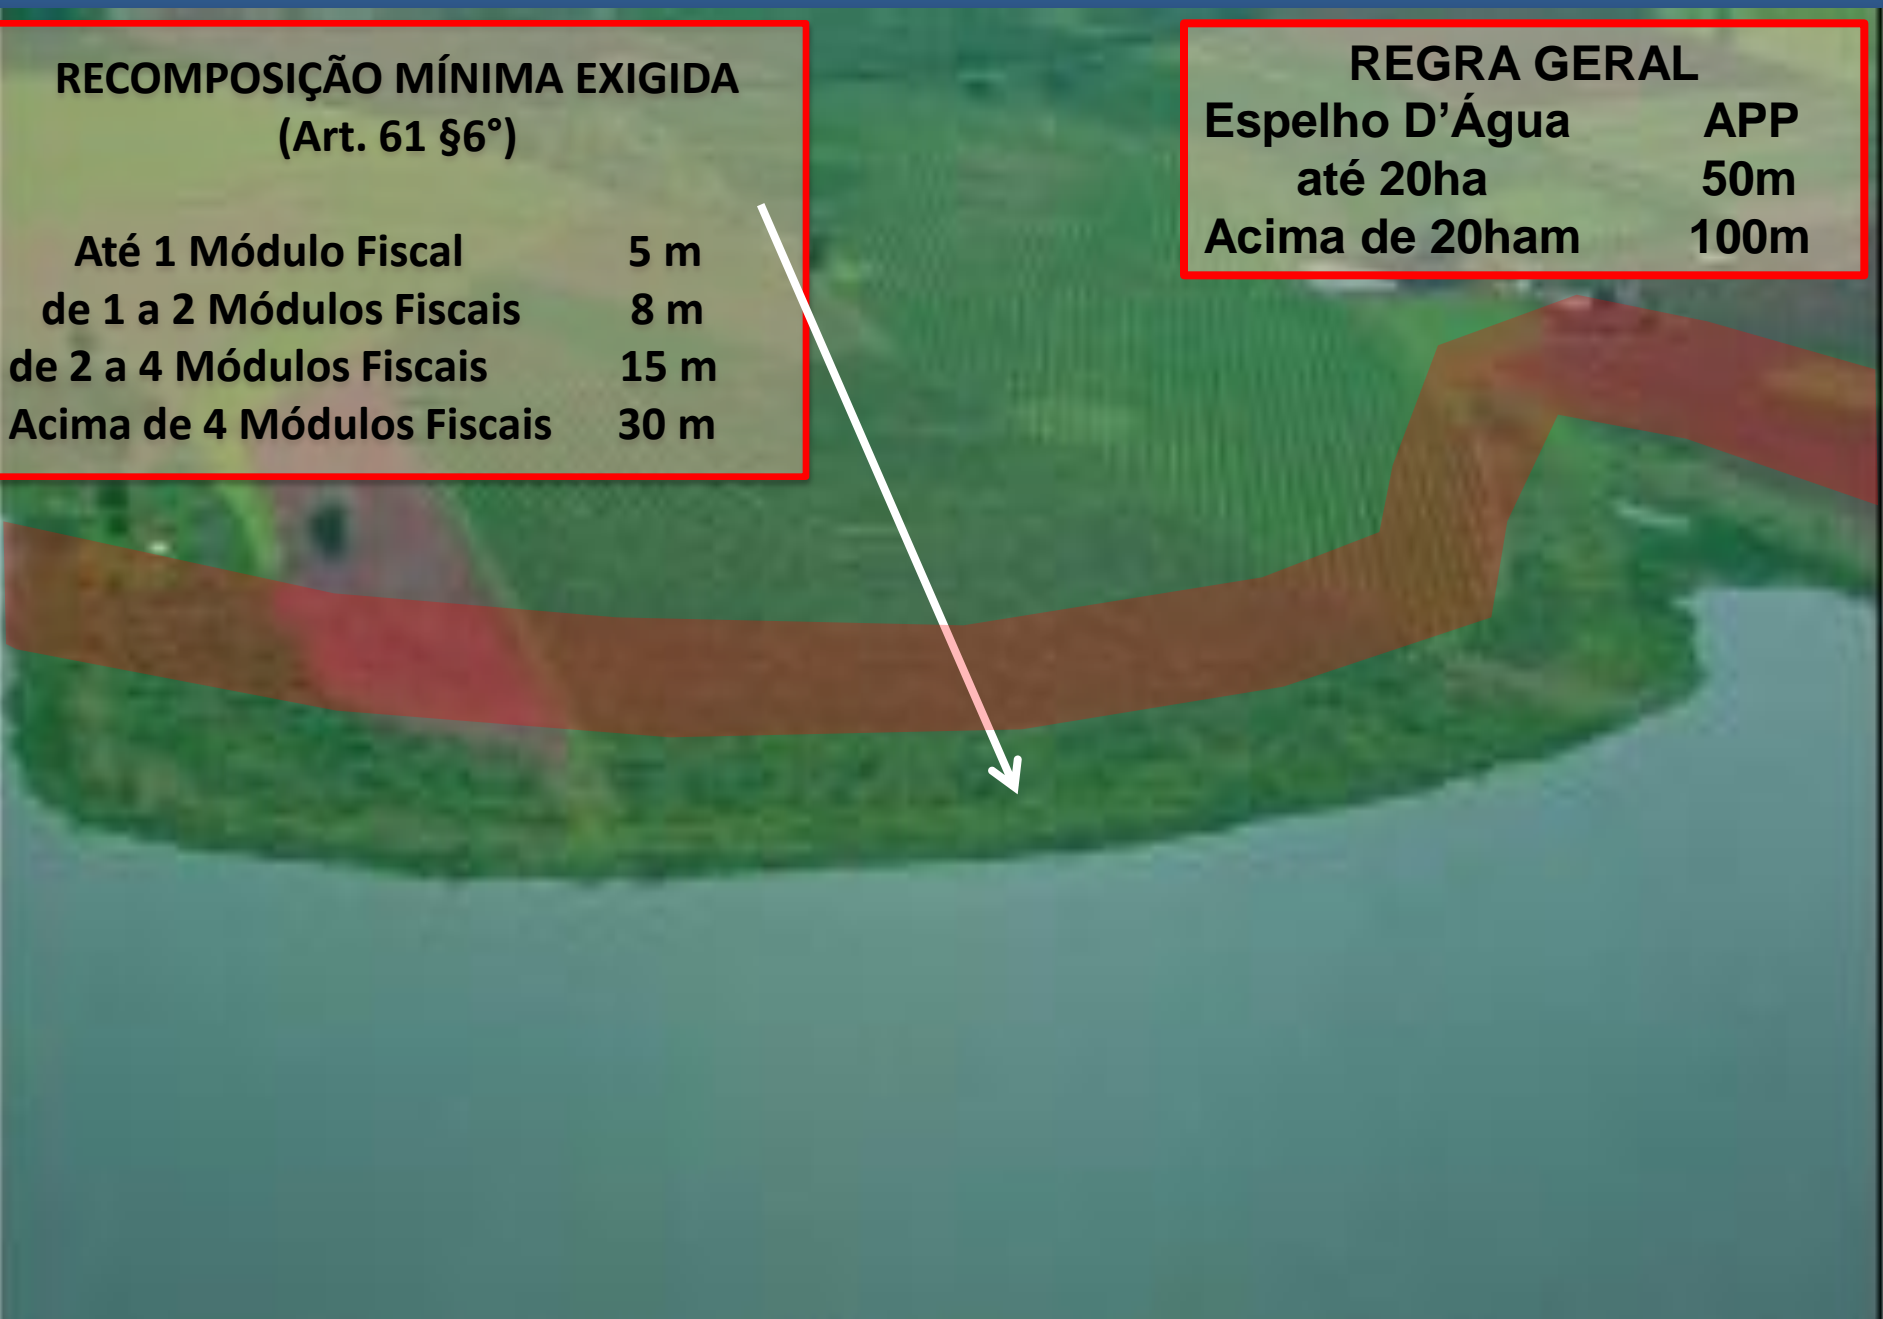 RECOMPOSIÇÃO MÍNIMA EXIGIDA
(Art. 61 §6°)
Até 1 Módulo Fiscal 5 m
de 1 a 2 Módulos Fiscais 8 m
de 2 a 4 Módulos Fiscais 15 m
Acima de 4 Módulos Fiscais 30 m
REGRA GERAL
Espelho D’Água APP
até 20ha 50m
Acima de 20ham 100m